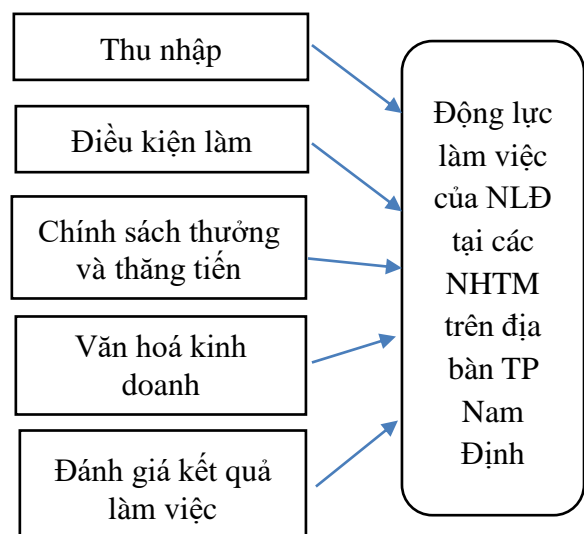 Thu nhập
Điều kiện làm
Chính sách thưởng
và thăng tiến
Văn hoá kinh
doanh
Đánh giá kết quả
làm việc
Động lực
làm việc
của NLĐ
tại các
NHTM
trên địa
bàn TP
Nam
Định